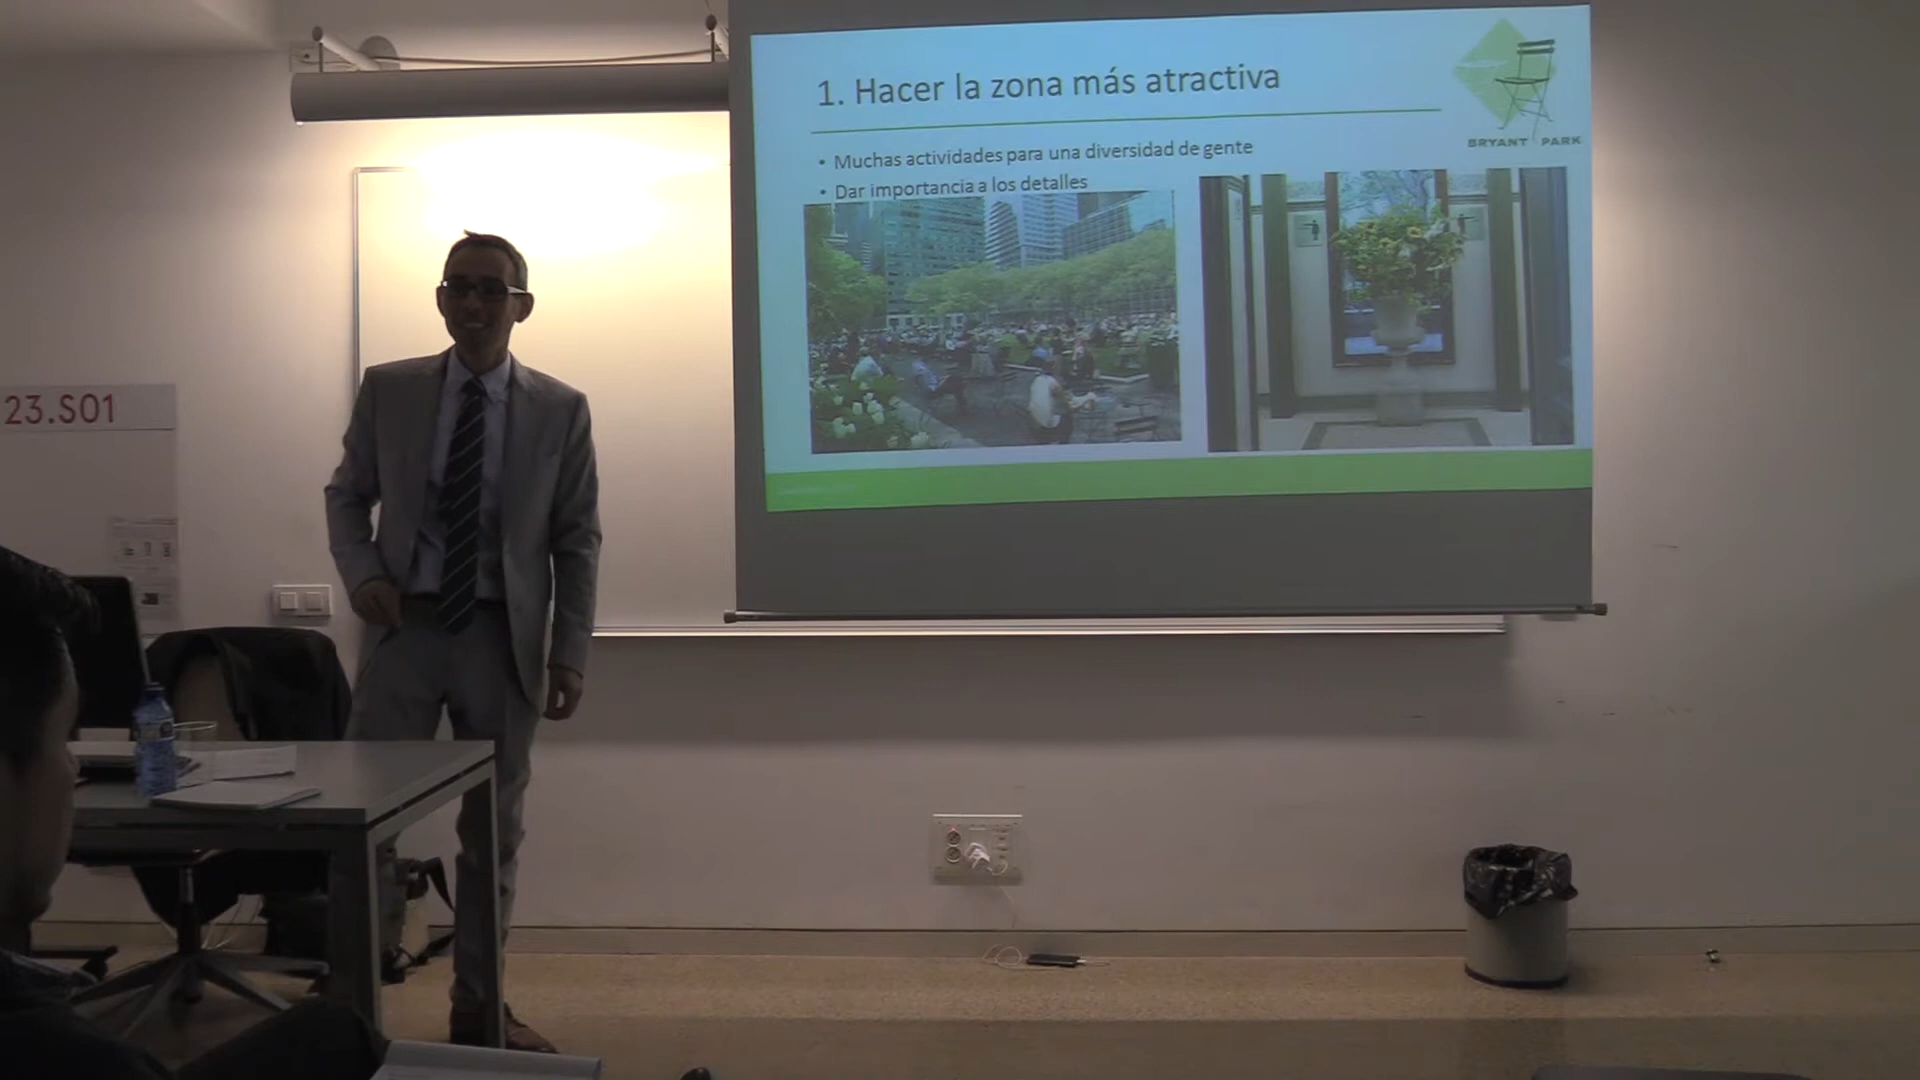 1. Hacer la zona más atractiva
BRYANT PARK
• Muchas actividades para una diversidad de gente
• Dar importancia a los detalles
23.S01